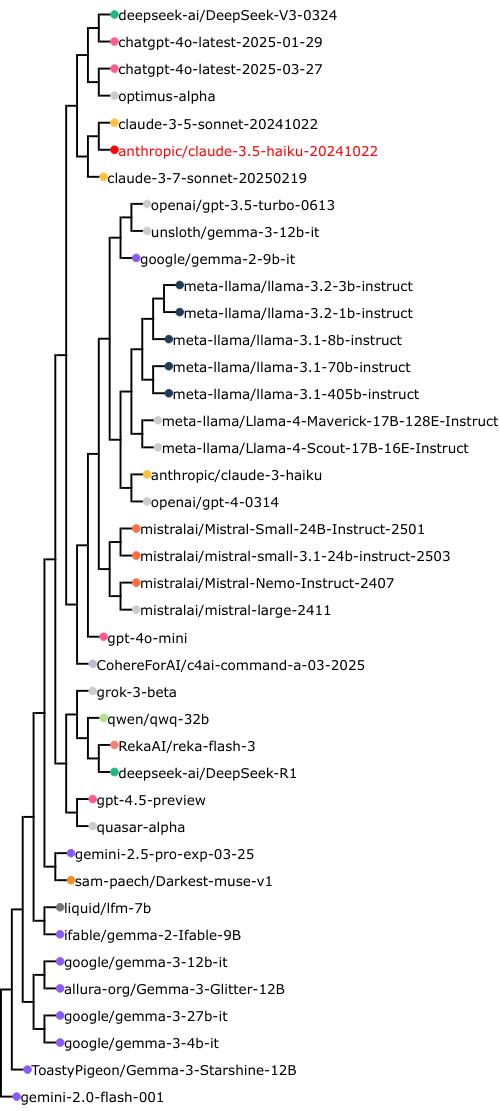 deepseek-ai/DeepSeek-V3-0324
chatgpt-4o-latest-2025-01-29
chatgpt-4o-latest-2025-03-27
optimus-alpha
claude-3-5-sonnet-20241022
anthropic/claude-3.5-haiku-20241022
claude-3-7-sonnet-20250219
openai/gpt-3.5-turbo-0613
unsloth/gemma-3-12b-it
google/gemma-2-9b-it
meta-llama/llama-3.2-3b-instruct
meta-llama/llama-3.2-1b-instruct
meta-llama/llama-3.1-8b-instruct
meta-llama/llama-3.1-70b-instruct
meta-llama/llama-3.1-405b-instruct
meta-llama/Llama-4-Maverick-17B-128E-Instruct
meta-llama/Llama-4-Scout-17B-16E-Instruct
anthropic/claude-3-haiku
openai/gpt-4-0314
mistralai/Mistral-Small-24B-Instruct-2501
mistralai/mistral-small-3.1-24b-instruct-2503
mistralai/Mistral-Nemo-Instruct-2407
mistralai/mistral-large-2411
gpt-4o-mini
CohereForAI/c4ai-command-a-03-2025
grok-3-beta
qwen/qwq-32b
RekaAI/reka-flash-3
deepseek-ai/DeepSeek-R1
gpt-4.5-preview
quasar-alpha
gemini-2.5-pro-exp-03-25
sam-paech/Darkest-muse-v1
liquid/lfm-7b
ifable/gemma-2-Ifable-9B
google/gemma-3-12b-it
allura-org/Gemma-3-Glitter-12B
google/gemma-3-27b-it
google/gemma-3-4b-it
ToastyPigeon/Gemma-3-Starshine-12B
gemini-2.0-flash-001